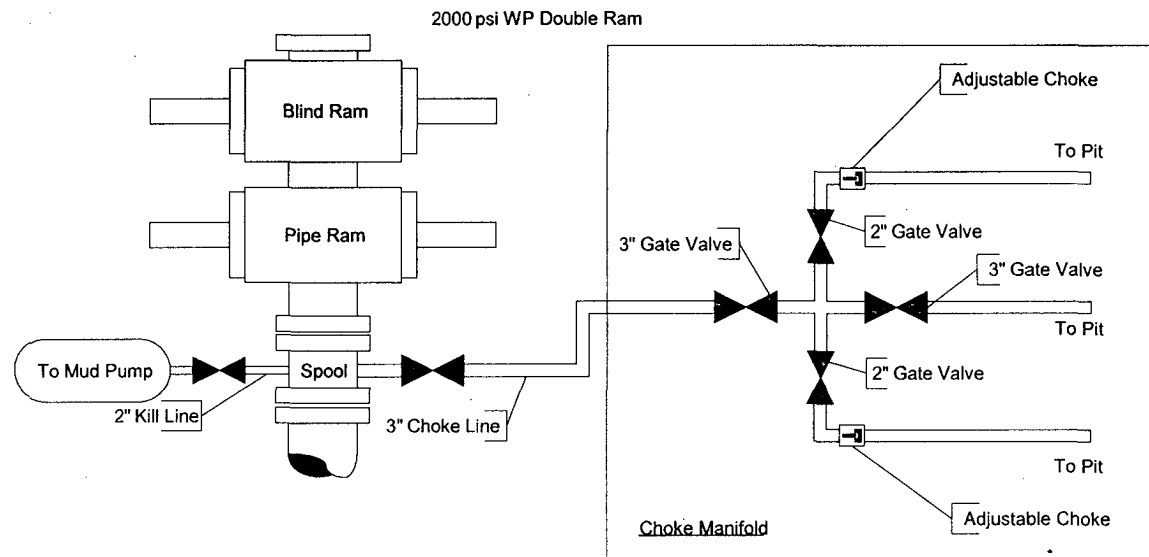 2000 psi WP Double Ram
Blind Ram
Pipe Ram
To Mud Pump
Spool
2" Kill Line
3" Choke Line
Adjustable Choke
To Pit
2" Gate Valve
3" Gate Valve
3" Gate Valve
To Pit
2" Gate Valve
To Pit
Adjustable Choke
Choke Manifold